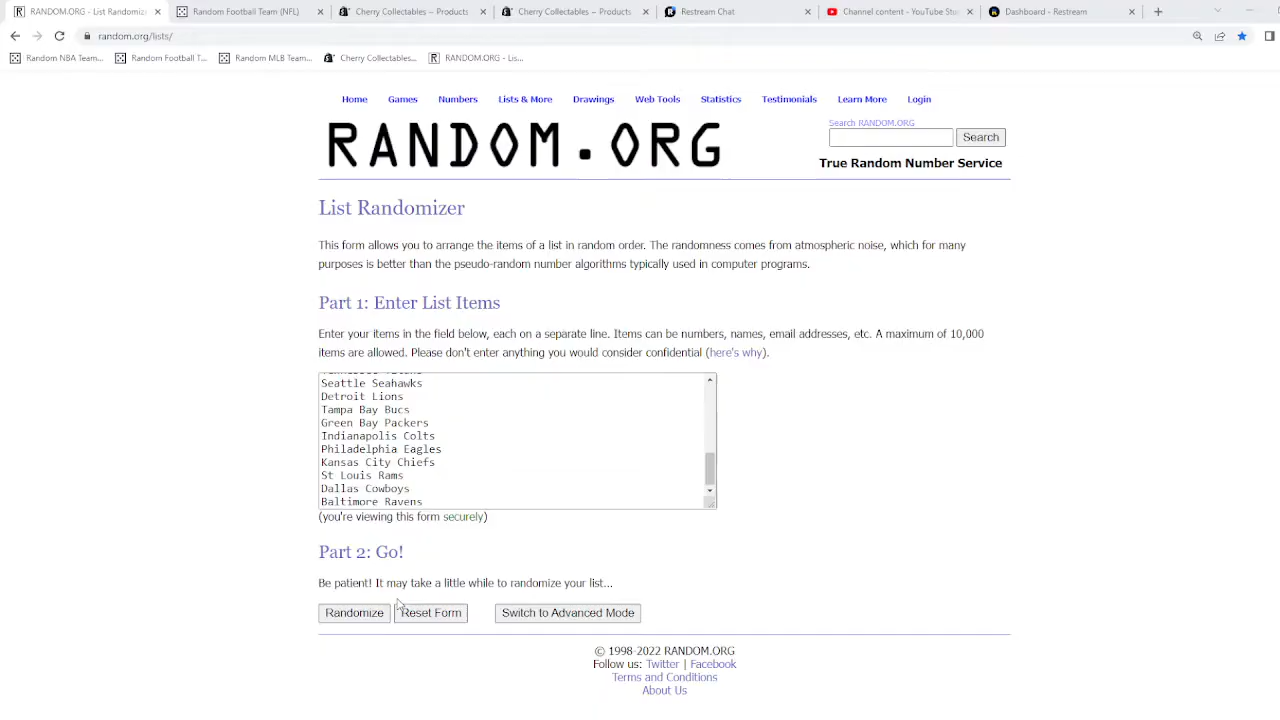 RANDOM.ORG - List Randomiz
Random Football Team (NFL)
Cherry Collectables – Products
Cherry Collectables – Products
Restream Chat
Channel content - YouTube Stu
Dashboard - Restream
random.org/lists/
Random NBA Team...
Random Football T...
Random MLB Team...
Cherry Collectables...
RANDOM.ORG - Lis...
Home
Games
Numbers
Lists & More
Drawings
Web Tools
Statistics
Testimonials
Learn More
Login
RANDOM.ORG
Search RANDOM.ORG
Search
True Random Number Service
List Randomizer
This form allows you to arrange the items of a list in random order. The randomness comes from atmospheric noise, which for many
purposes is better than the pseudo-random number algorithms typically used in computer programs.
Part 1: Enter List Items
Enter your items in the field below, each on a separate line. Items can be numbers, names, email addresses, etc. A maximum of 10,000
items are allowed. Please don't enter anything you would consider confidential (here's why).
Seattle Seahawks
Detroit Lions
Tampa Bay Bucs
Green Bay Packers
Indianapolis Colts
Philadelphia Eagles
Kansas City Chiefs
St Louis Rams
Dallas Cowboys
Baltimore Ravens
(you're viewing this form securely)
Part 2: Go!
Be patient! It may take a little while to randomize your list...
Randomize
Reset Form
Switch to Advanced Mode
© 1998-2022 RANDOM.ORG
Follow us: Twitter | Facebook
Terms and Conditions
About Us